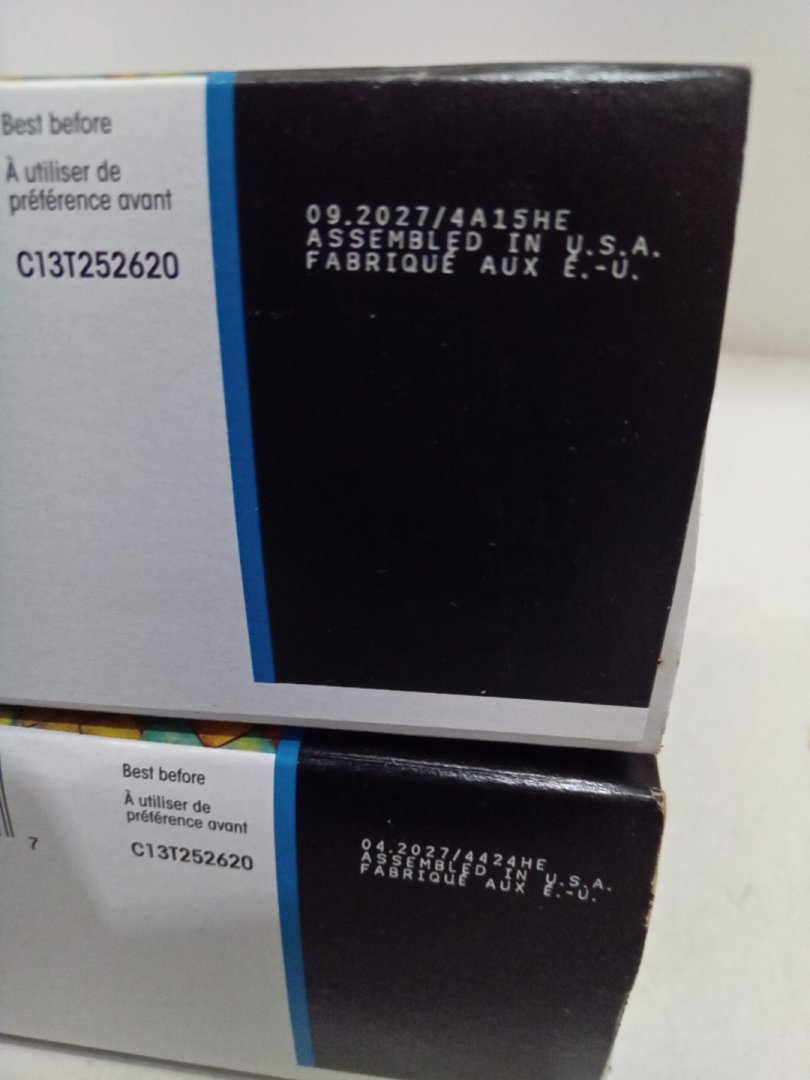 Best before
À utiliser de
préférence avant
C13T252620
09.2027/4A15HE
ASSEMBLED IN U.S.A.
FABRIQUÉ AUX É.-U.
Best before
À utiliser de
préférence avant
7
C13T252620
04.2027/4424HE
ASSEMBLED IN U.S.A.
FABRIQUÉ AUX É.-U.